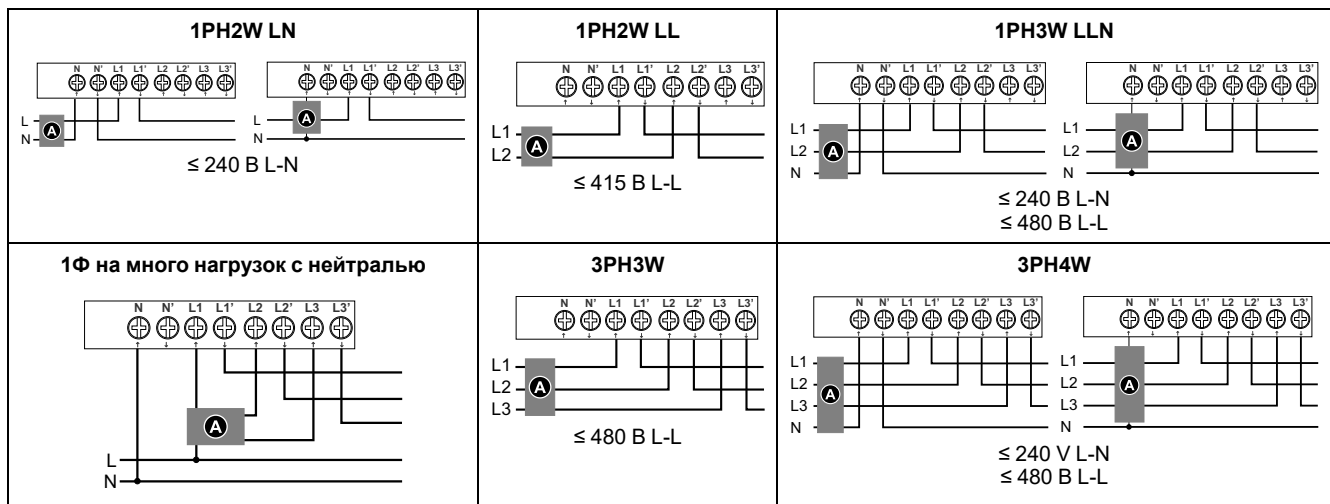 1PH2W LN
N N' L1 L1' L2 L2' L3 L3'
L
N
A
N N' L1 L1' L2 L2' L3 L3'
L
N
A
≤ 240 В L-N
1PH2W LL
N N' L1 L1' L2 L2' L3 L3'
L1
L2
A
≤ 415 В L-L
1PH3W LLN
N N' L1 L1' L2 L2' L3 L3'
L1
L2
N
A
N N' L1 L1' L2 L2' L3 L3'
L1
L2
N
A
≤ 240 В L-N
≤ 480 В L-L
1Ф на много нагрузок с нейтралью
N N' L1 L1' L2 L2' L3 L3'
A
L
N
3PH3W
N N' L1 L1' L2 L2' L3 L3'
L1
L2
L3
A
≤ 480 В L-L
3PH4W
N N' L1 L1' L2 L2' L3 L3'
L1
L2
L3
N
A
N N' L1 L1' L2 L2' L3 L3'
L1
L2
L3
N
A
≤ 240 V L-N
≤ 480 В L-L